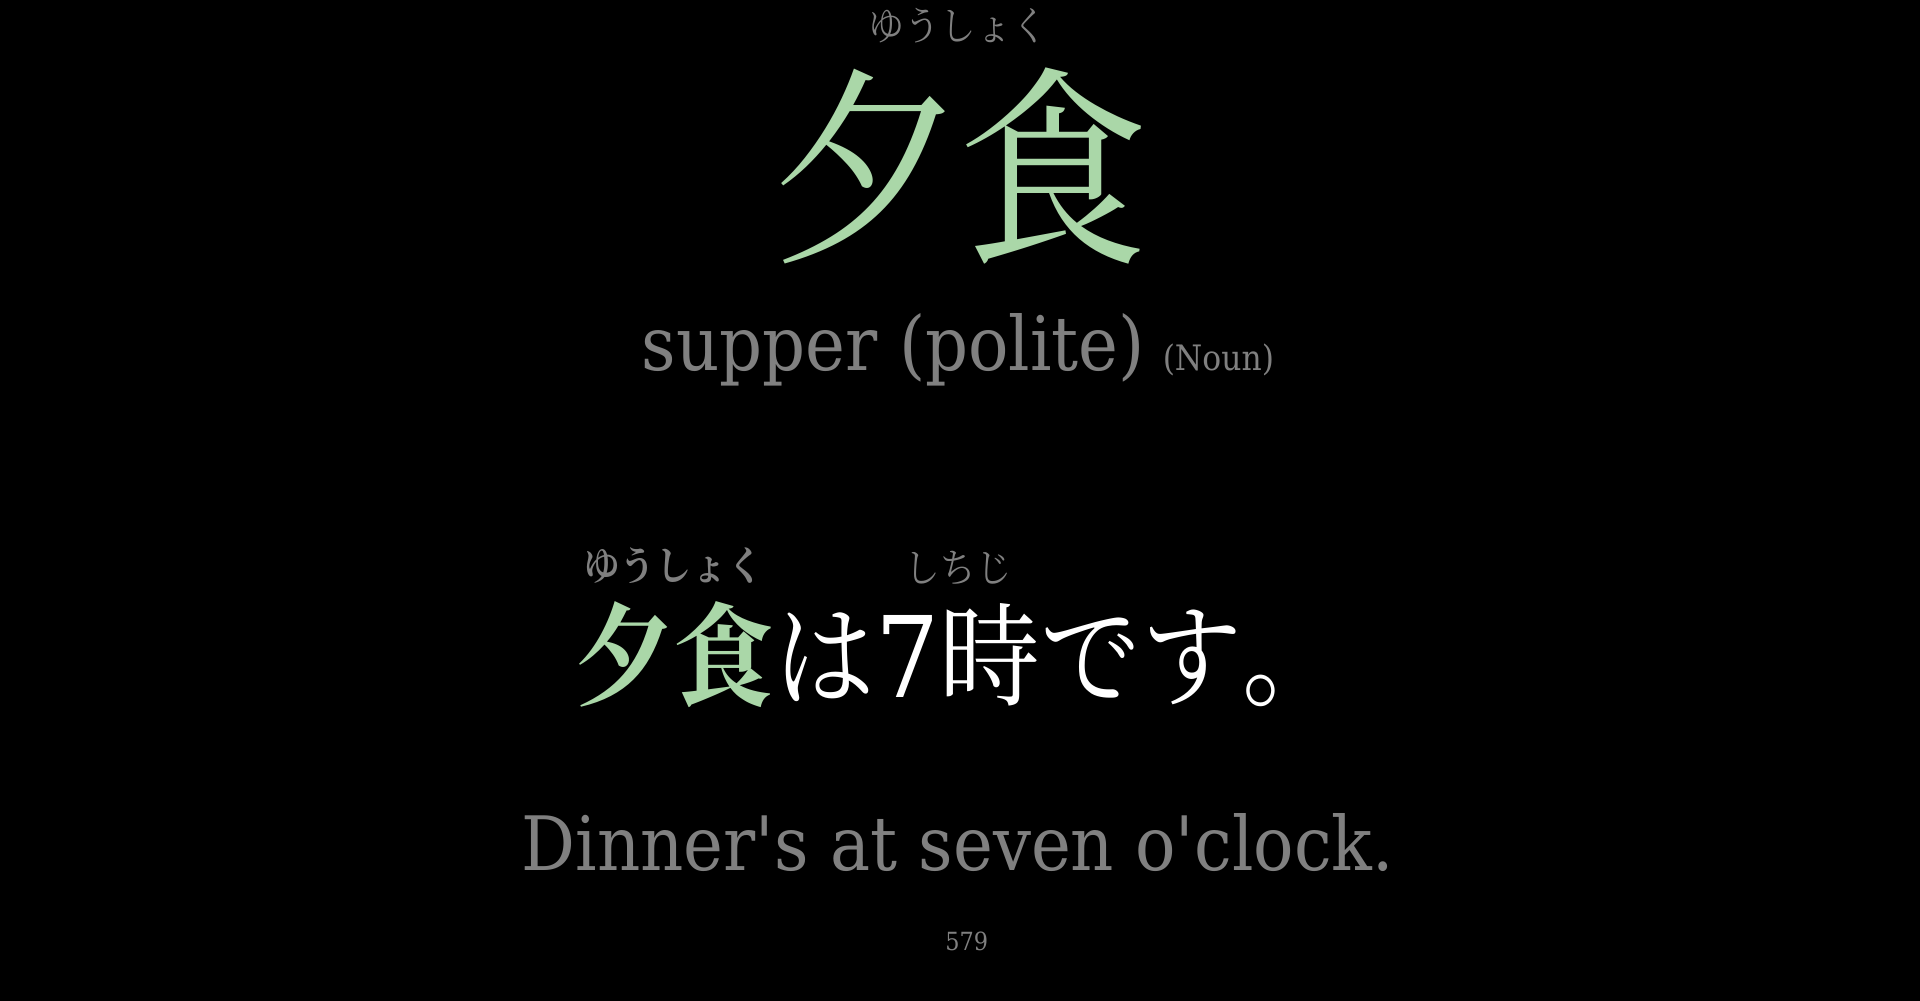 ゆうしょく
夕食
supper (polite) (Noun)
ゆうしょく しちじ
夕食は7時です。
Dinner's at seven o'clock.
579